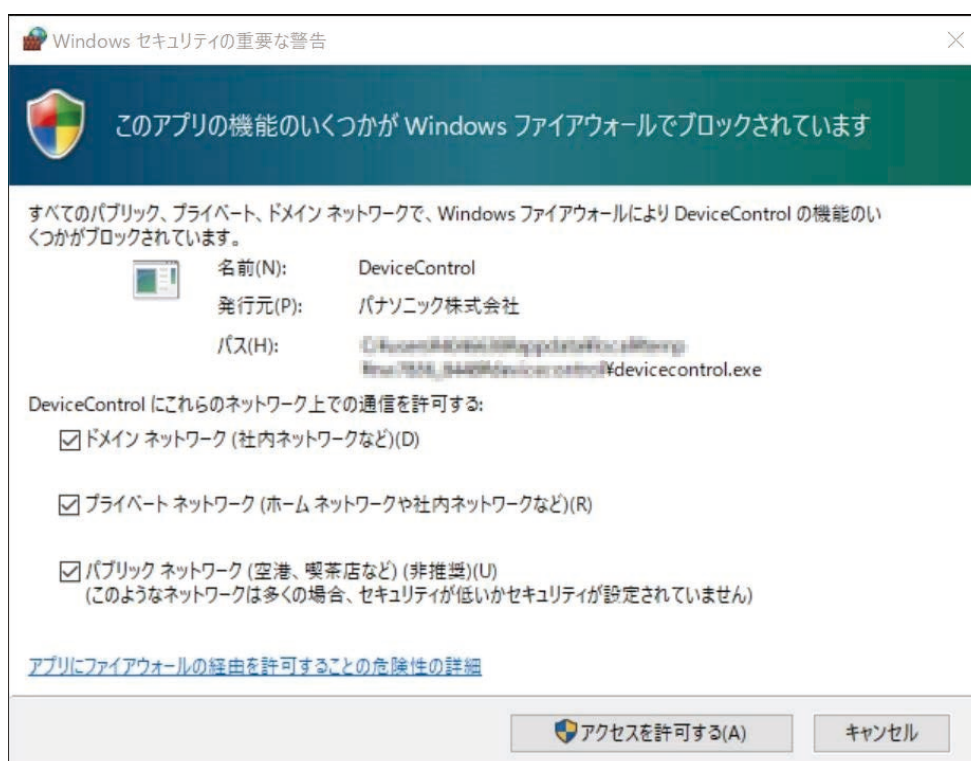 Windows セキュリティの重要な警告
このアプリの機能のいくつかが Windows ファイアウォールでブロックされています
すべてのパブリック、プライベート、ドメイン ネットワークで、Windows ファイアウォールにより DeviceControl の機能のい
くつかがブロックされています。
名前(N): DeviceControl
発行元(P): パナソニック株式会社
パス(H):
¥devicecontrol.exe
DeviceControl にこれらのネットワーク上での通信を許可する:
ドメイン ネットワーク (社内ネットワークなど)(D)
プライベート ネットワーク (ホーム ネットワークや社内ネットワークなど)(R)
パブリック ネットワーク (空港、喫茶店など) (非推奨)(U)
(このようなネットワークは多くの場合、セキュリティが低いかセキュリティが設定されていません)
アプリにファイアウォールの経由を許可することの危険性の詳細
アクセスを許可する(A) キャンセル